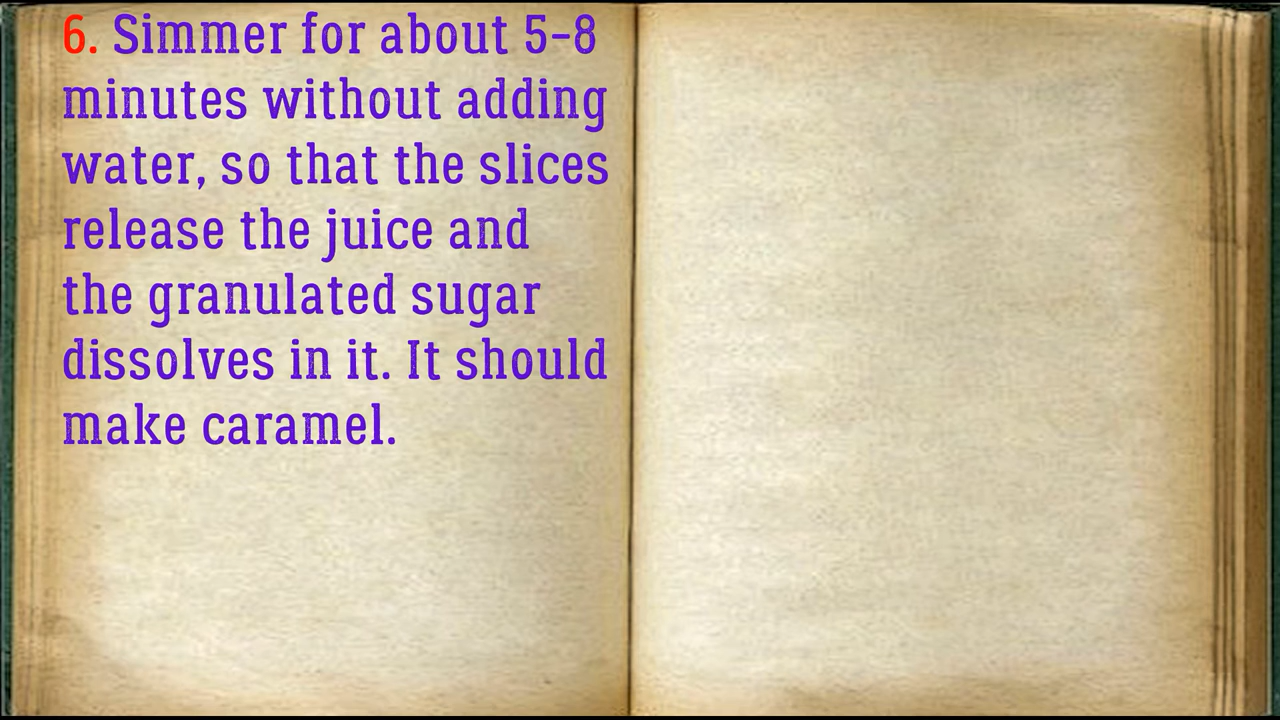 6. Simmer for about 5-8
minutes without adding
water, so that the slices
release the juice and
the granulated sugar
dissolves in it. It should
make caramel.